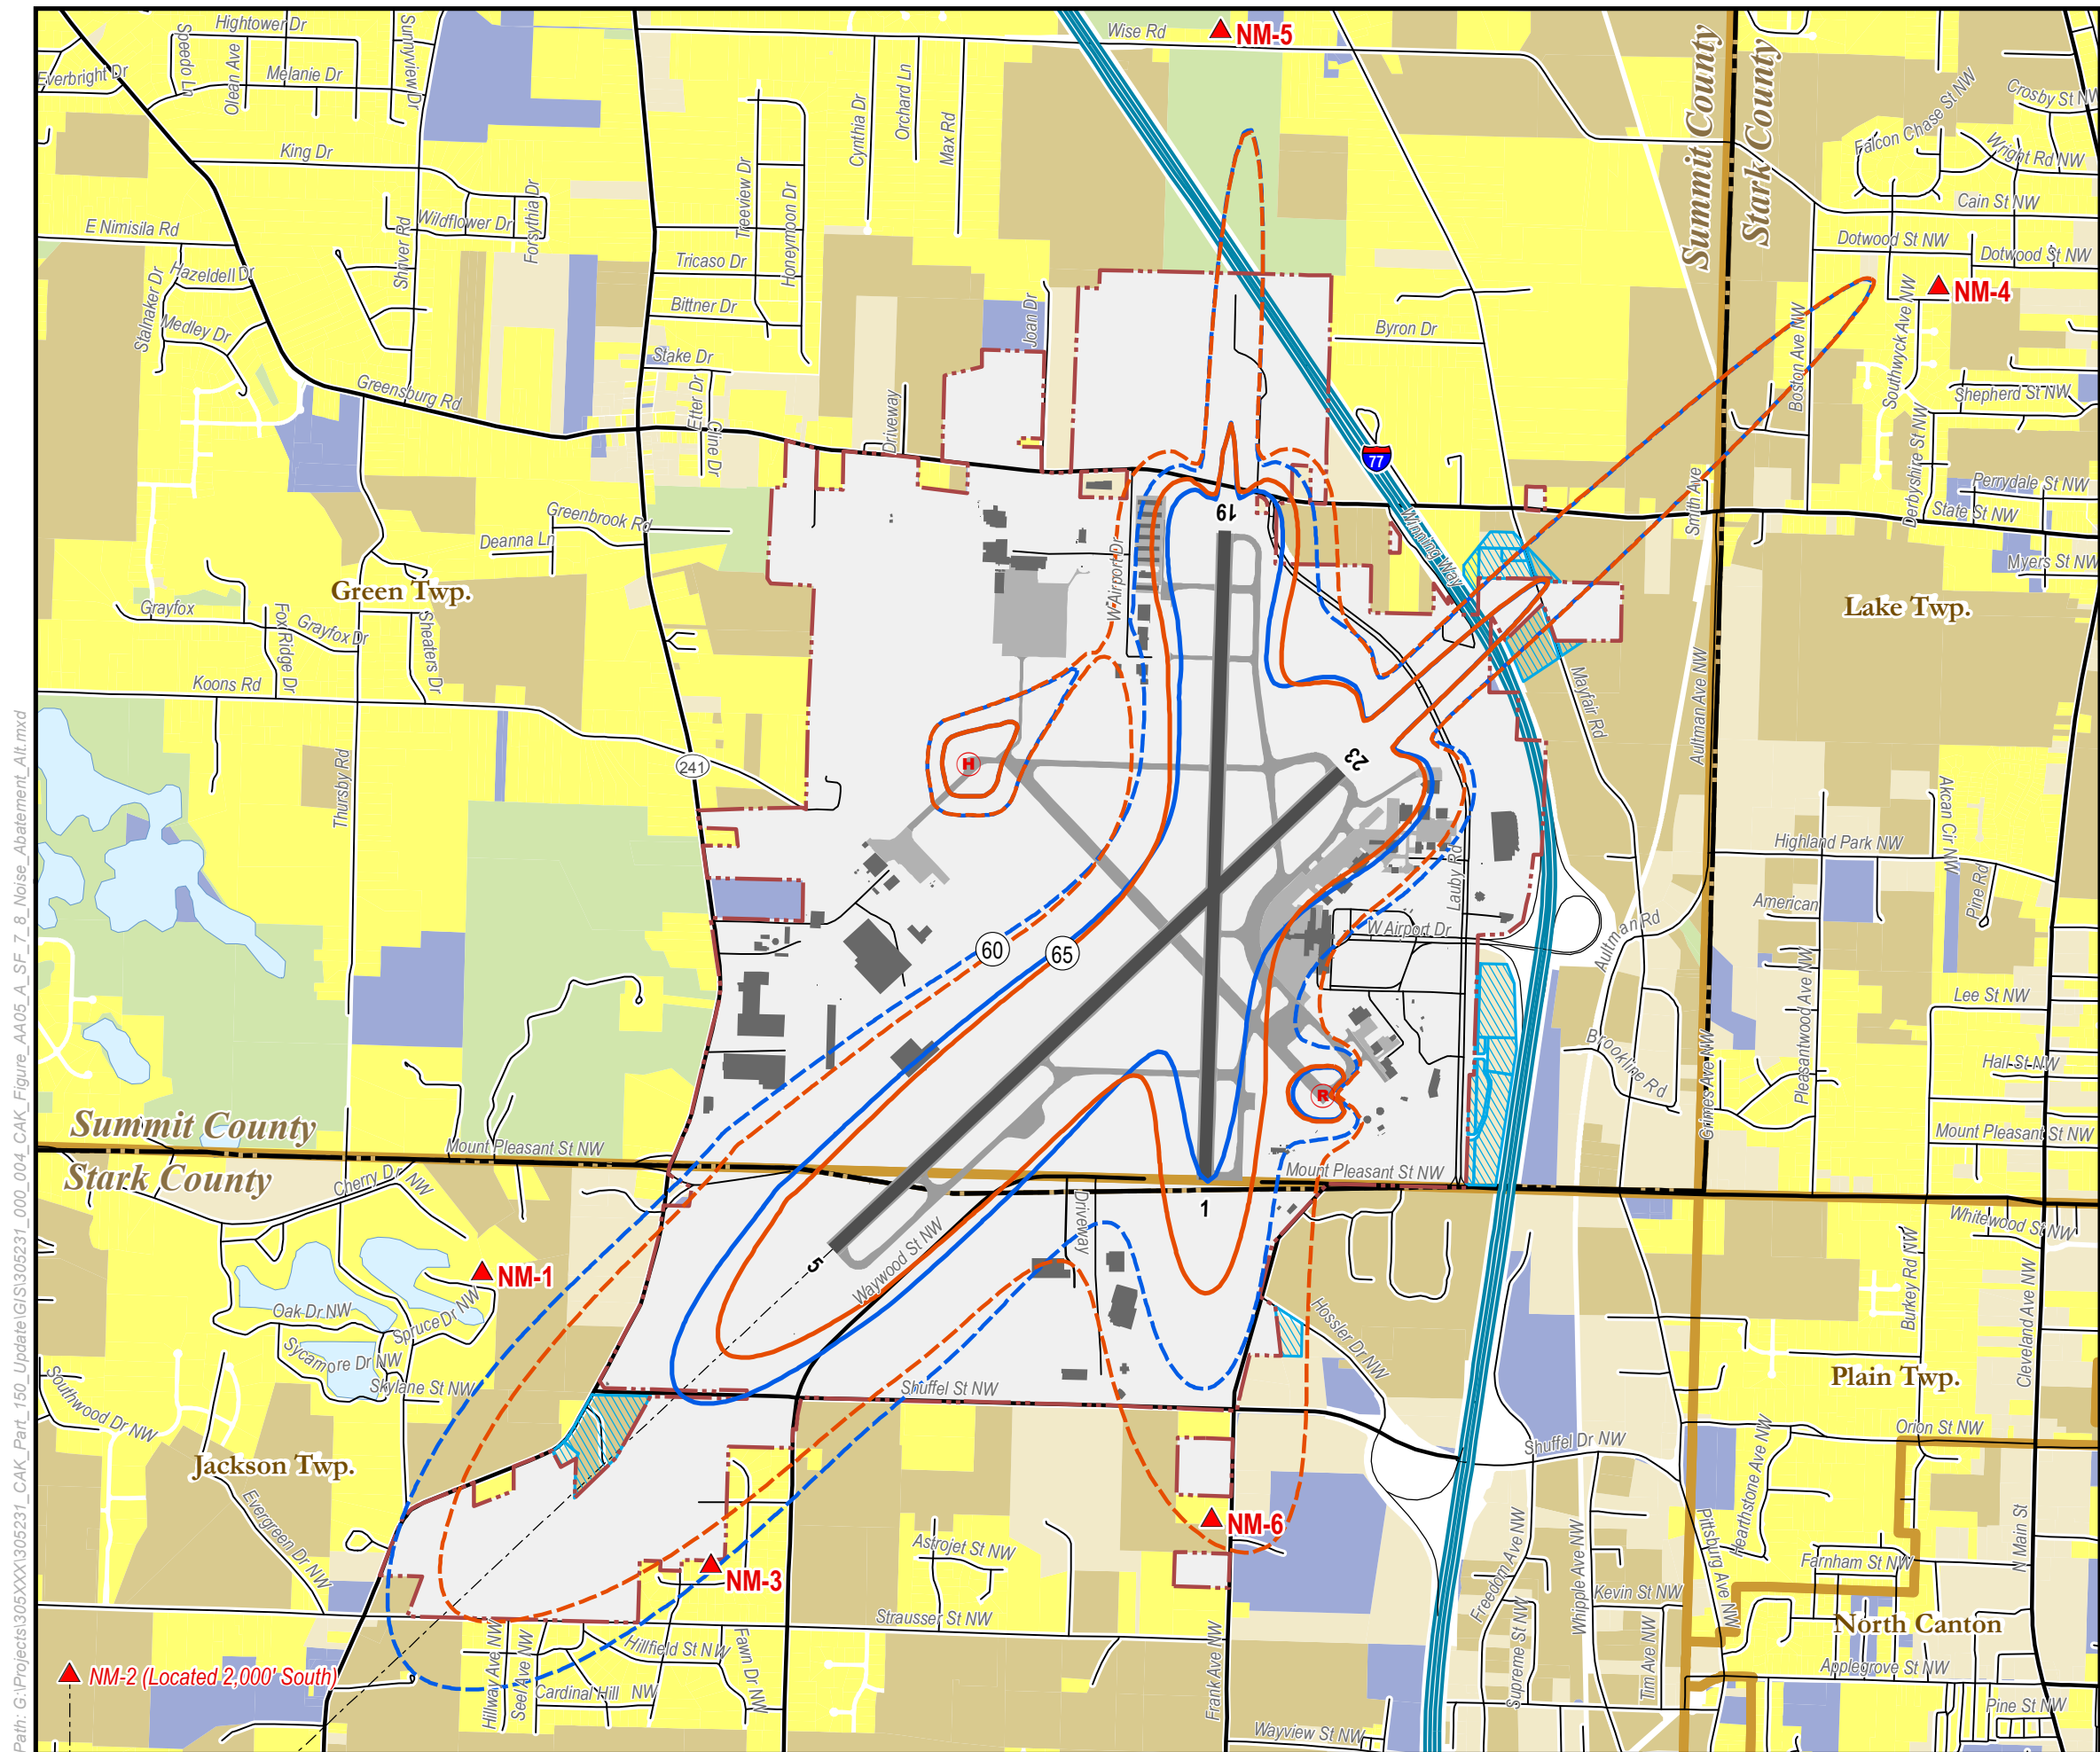 Hightower Dr
Speedo Ln
Olean Ave
Sunnyview Dr
Everbright Dr
Melanie Dr
King Dr
Wise Rd
NM-5
Cynthia Dr
Orchard Ln
Max Rd
Summit County
Stark County
Falcon Chase St NW
Crosby St NW
Wright Rd NW
Cain St NW
Dotwood St NW
Dotwood St NW
NM-4
E Nimisila Rd
Hazeldell Dr
Stalnaker Dr
Medley Dr
Shriver Rd
Wildflower Dr
Forsythia Dr
Treeview Dr
Honeymoon Dr
Tricaso Dr
Bittner Dr
Stake Dr
Etter Dr
Cline Dr
Joan Dr
Driveway
Byron Dr
Boston Ave NW
Southwyck Ave NW
Shepherd St NW
Derbyshire St NW
Perrydale St NW
State St NW
Myers St NW
Smith Ave
Greensburg Rd
77
Winning Way
19
Greenbrook Rd
Deanna Ln
Green Twp.
Grayfox
Fox Ridge Dr
Grayfox Dr
Sheaters Dr
Koons Rd
W Airport Dr
Lake Twp.
Mayfair Rd
Aultman Ave NW
241
H
23
Thursby Rd
Lauby Rd
Highland Park NW
Akcan Cir NW
American
Pine Rd
60
65
W Airport Dr
Aultman Rd
Pleasantwood Ave NW
Lee St NW
Brookline Rd
Hall St NW
Grimes Ave NW
R
Summit County
Stark County
Mount Pleasant St NW
Mount Pleasant St NW
Mount Pleasant St NW
Cherry Dr NW
1
Driveway
Waywood St NW
5
Whitewood St NW
NM-1
Oak Dr NW
Spruce Dr NW
Sycamore Dr NW
Skylane St NW
Southwood Dr NW
Hossler Dr NW
Burkey Rd NW
Cleveland Ave NW
Plain Twp.
Shuffel St NW
Shuffel Dr NW
Orion St NW
Jackson Twp.
Evergreen Dr NW
Hearthstone Ave NW
Pittsburg Ave NW
N Main St
NM-6
NM-3
Astrojet St NW
Freedom Ave NW
Whipple Ave NW
Kevin St NW
Farnham St NW
Strausser St NW
Frank Ave NW
Supreme St NW
Tim Ave NW
North Canton
Hillway Ave NW
Seel Ave NW
Hillfield St NW
Fawn Dr NW
Cardinal Hill NW
NM-2 (Located 2,000' South)
Applegrove St NW
Pine St NW
Wayview St NW
Path: G:\Projects\305XXX\305231_CAK_Part_150_Update\GIS\305231_000_004_CAK_Figure_AA05_A_SF_7_8_Noise_Abatement_Alt.mxd